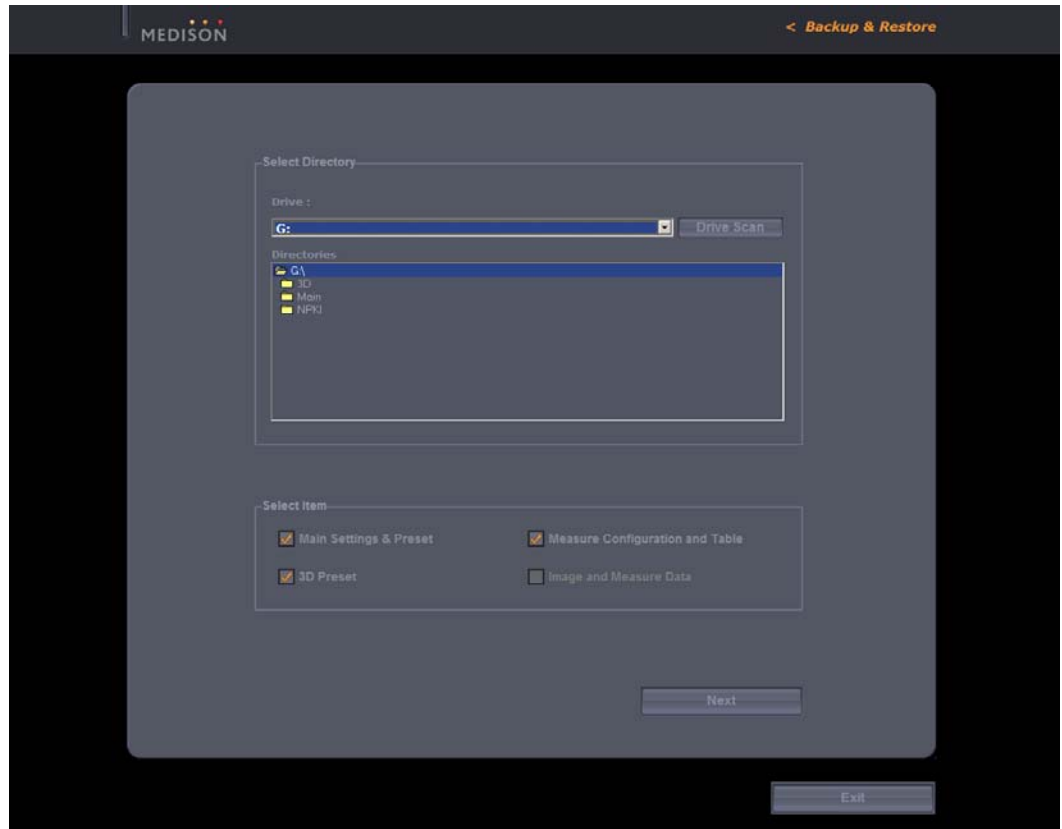 MEDISON
< Backup & Restore
Select Directory
Drive :
G:
Drive Scan
Directories
G:\
3D
Main
NPKI
Select Item
Main Settings & Preset
Measure Configuration and Table
3D Preset
Image and Measure Data
Next
Exit